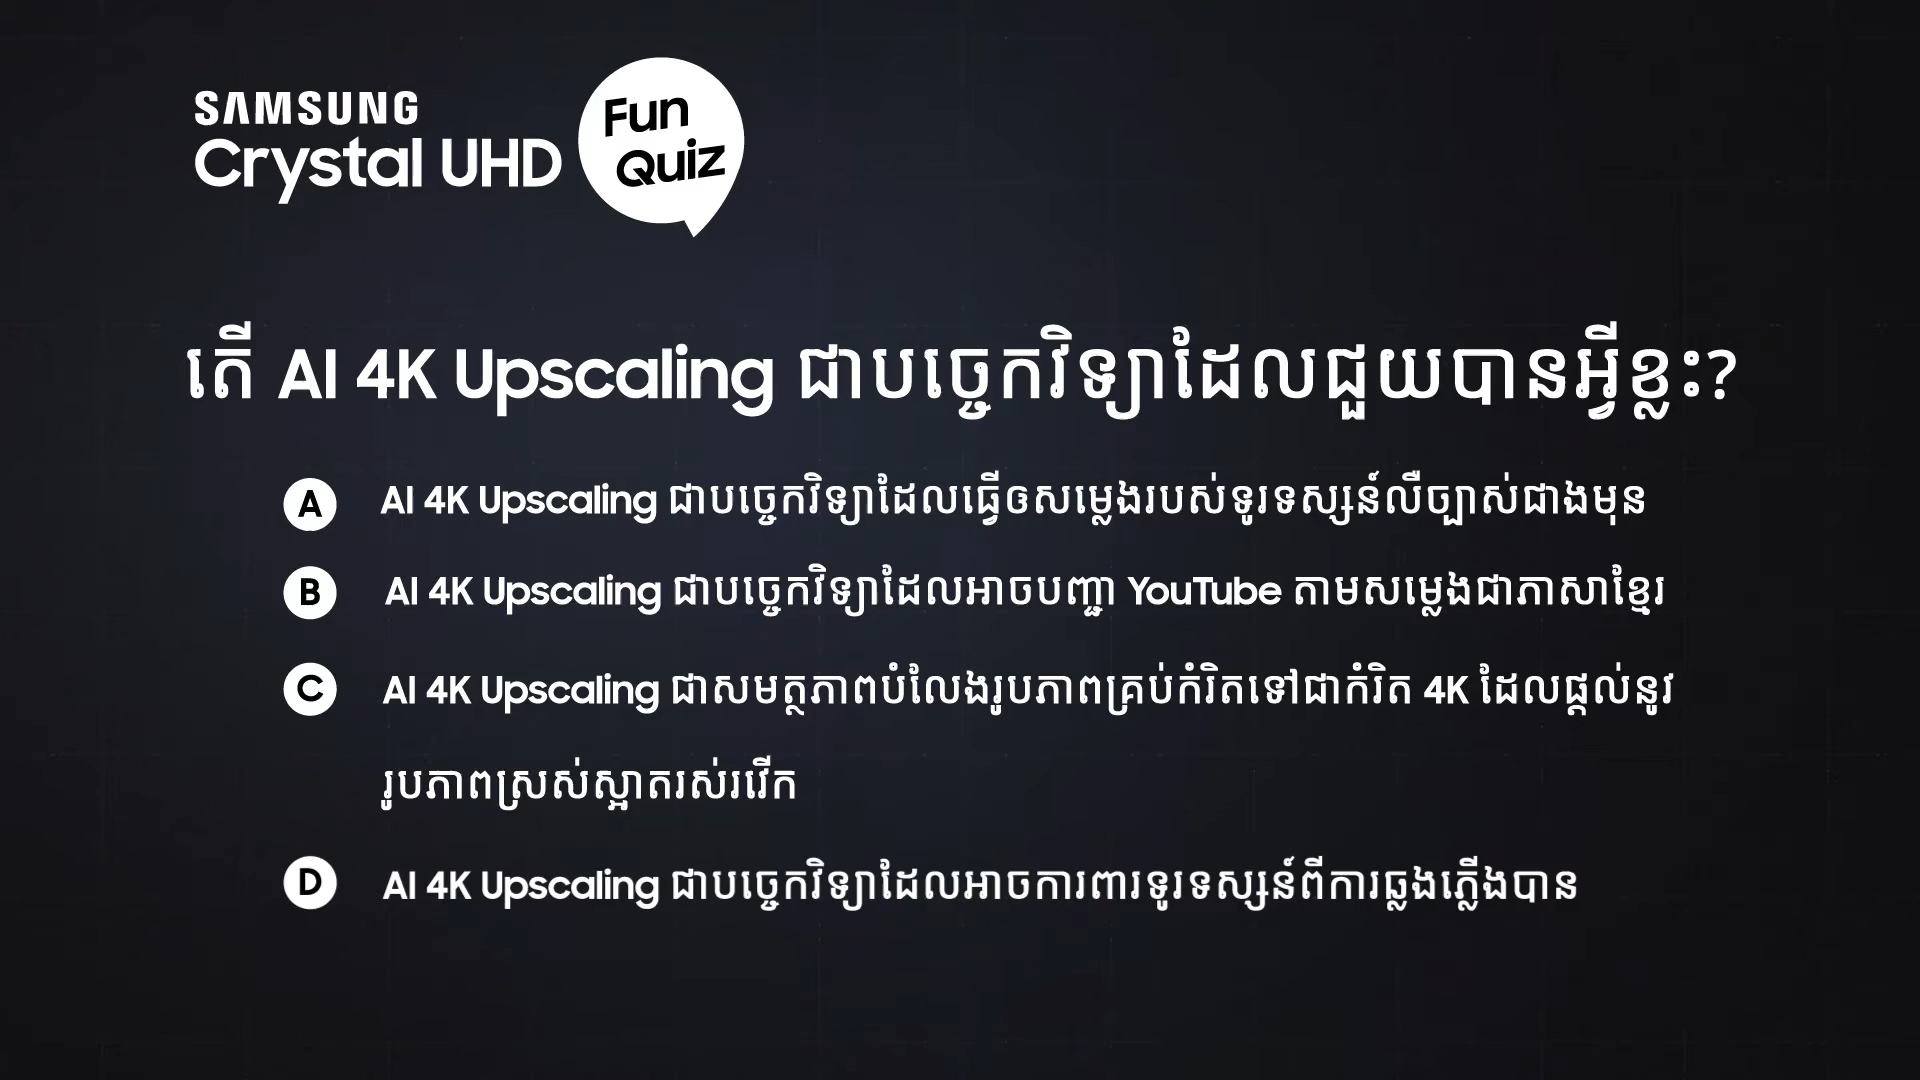 SAMSUNG
Crystal UHD
Fun
Quiz
តើ AI 4K Upscaling ជាបច្ចេកវិទ្យាដែលជួយបានអ្វីខ្លះ?
A AI 4K Upscaling ជាបច្ចេកវិទ្យាដែលធ្វើឲសម្លេងរបស់ទូរទស្សន៍លឺច្បាស់ជាងមុន
B AI 4K Upscaling ជាបច្ចេកវិទ្យាដែលអាចបញ្ជា YouTube តាមសម្លេងជាភាសាខ្មែរ
C AI 4K Upscaling ជាសមត្ថភាពបំលែងរូបភាពគ្រប់កំរិតទៅជាកំរិត 4K ដែលផ្តល់នូវ
រូបភាពស្រស់ស្អាតរស់រវើក
D AI 4K Upscaling ជាបច្ចេកវិទ្យាដែលអាចការពារទូរទស្សន៍ពីការឆ្លងភ្លើងបាន